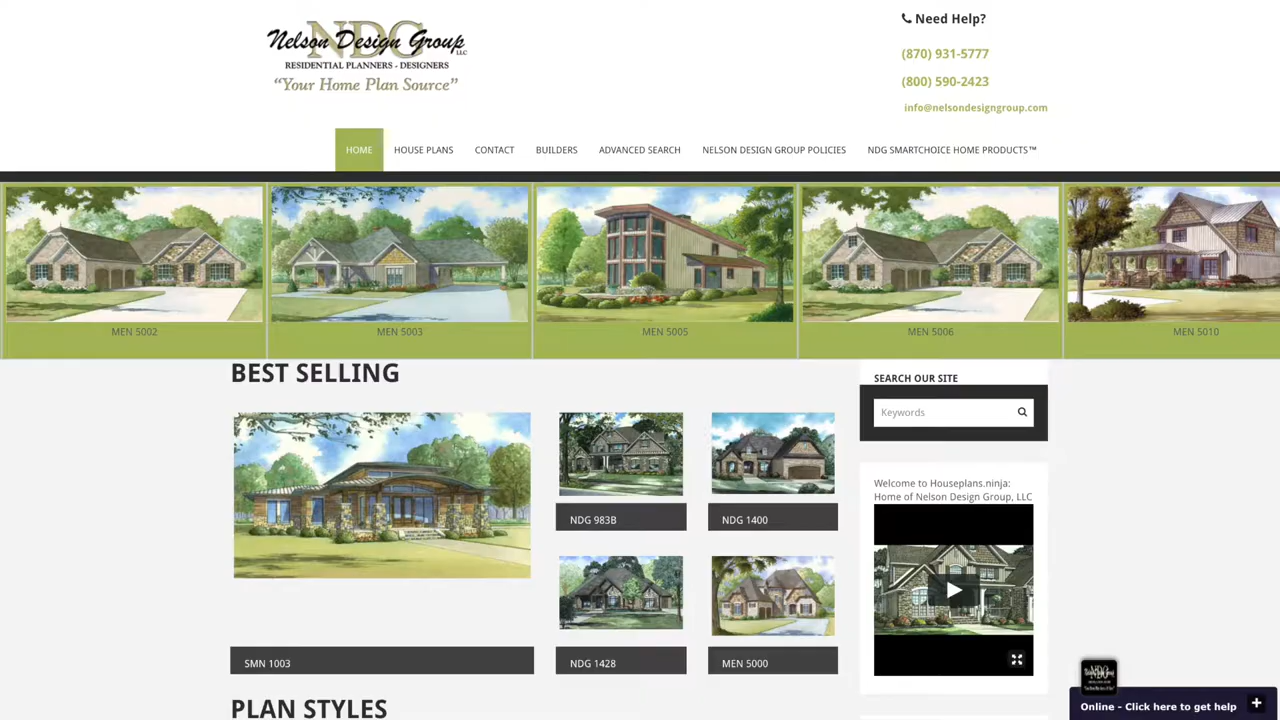 NDG
Nelson Design Group LLC
RESIDENTIAL PLANNERS - DESIGNERS
"Your Home Plan Source"
Need Help?
(870) 931-5777
(800) 590-2423
info@nelsondesigngroup.com
HOME HOUSE PLANS CONTACT BUILDERS ADVANCED SEARCH NELSON DESIGN GROUP POLICIES NDG SMARTCHOICE HOME PRODUCTS™
MEN 5002 MEN 5003 MEN 5005 MEN 5006 MEN 5010
BEST SELLING
SMN 1003
NDG 983B
NDG 1400
NDG 1428
MEN 5000
PLAN STYLES
SEARCH OUR SITE
Keywords
Welcome to Houseplans.ninja:
Home of Nelson Design Group, LLC
NDG
Online - Click here to get help